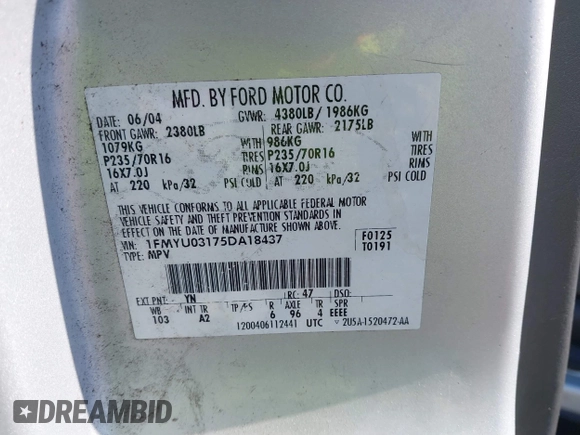 MFD. BY FORD MOTOR CO.
DATE: 06/04 GVWR: 4380LB/ 1986KG
FRONT GAWR: 2380LB REAR GAWR: 2175LB
1079KG WITH 986KG WITH
P235/70R16 TIRES P235/70R16 TIRES
16X7.0J RIMS 16X7.0J RIMS
AT 220 kPa/32 PSI COLD AT 220 kPa/32 PSI COLD
THIS VEHICLE CONFORMS TO ALL APPLICABLE FEDERAL MOTOR
VEHICLE SAFETY AND THEFT PREVENTION STANDARDS IN
EFFECT ON THE DATE OF MANUFACTURE SHOWN ABOVE.
VIN: 1FMYU03175DA18437 F0125
TYPE: MPV T0191
EXT PNT: YN RC: 47 DSO:
WB INT TR TP/PS R AXLE TR SPR
103 A2 6 96 4 EEEE
1200406112441 UTC 2U5A-1520472-AA
DREAMBID